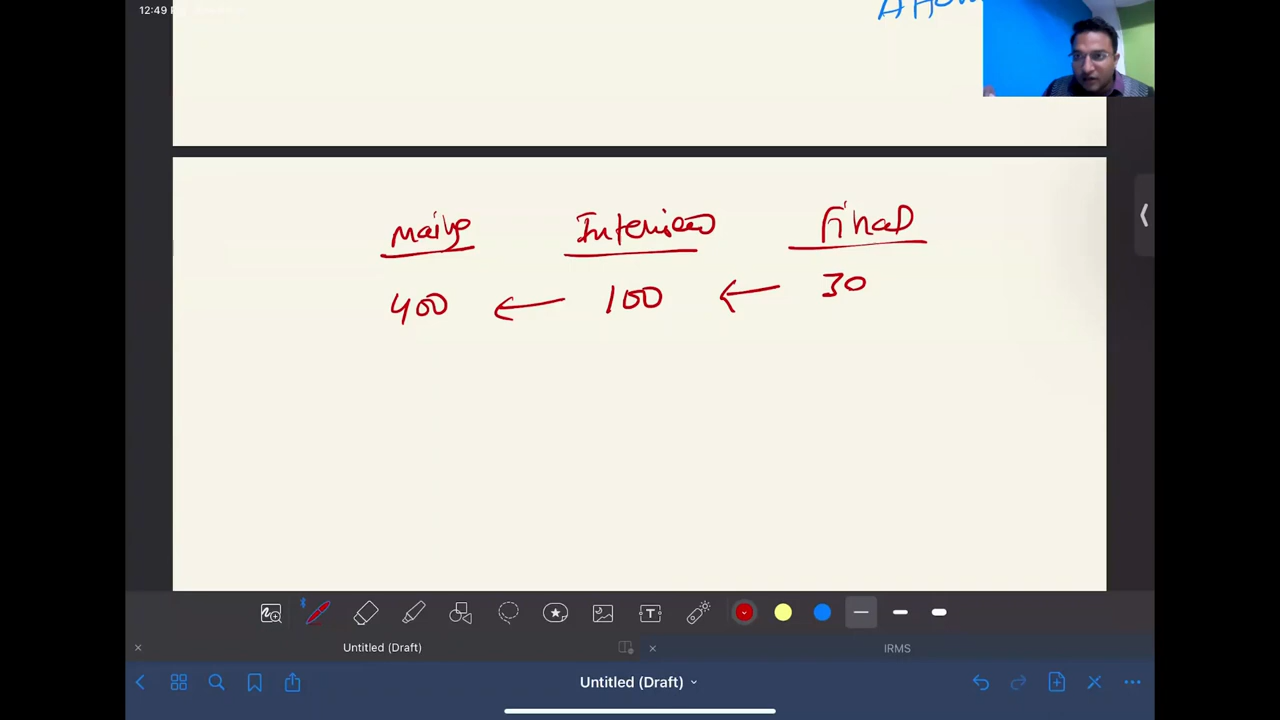 12:49 P
Mains Interview Final
400 ← 100 ← 30
Untitled (Draft)
IRMS
Untitled (Draft)